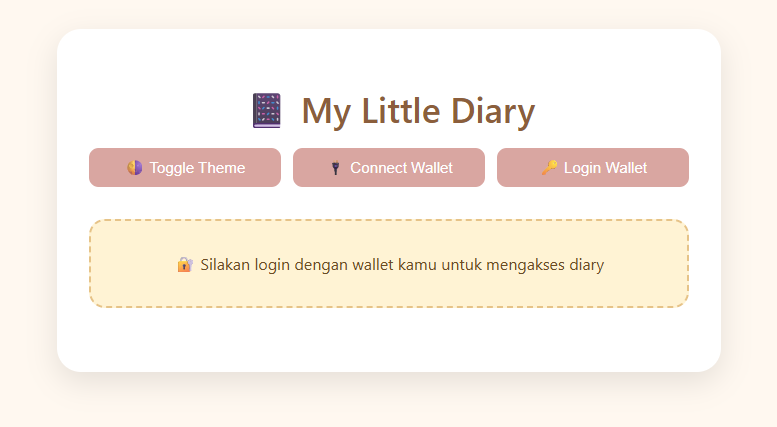 My Little Diary
Toggle Theme
Connect Wallet
Login Wallet
Silakan login dengan wallet kamu untuk mengakses diary